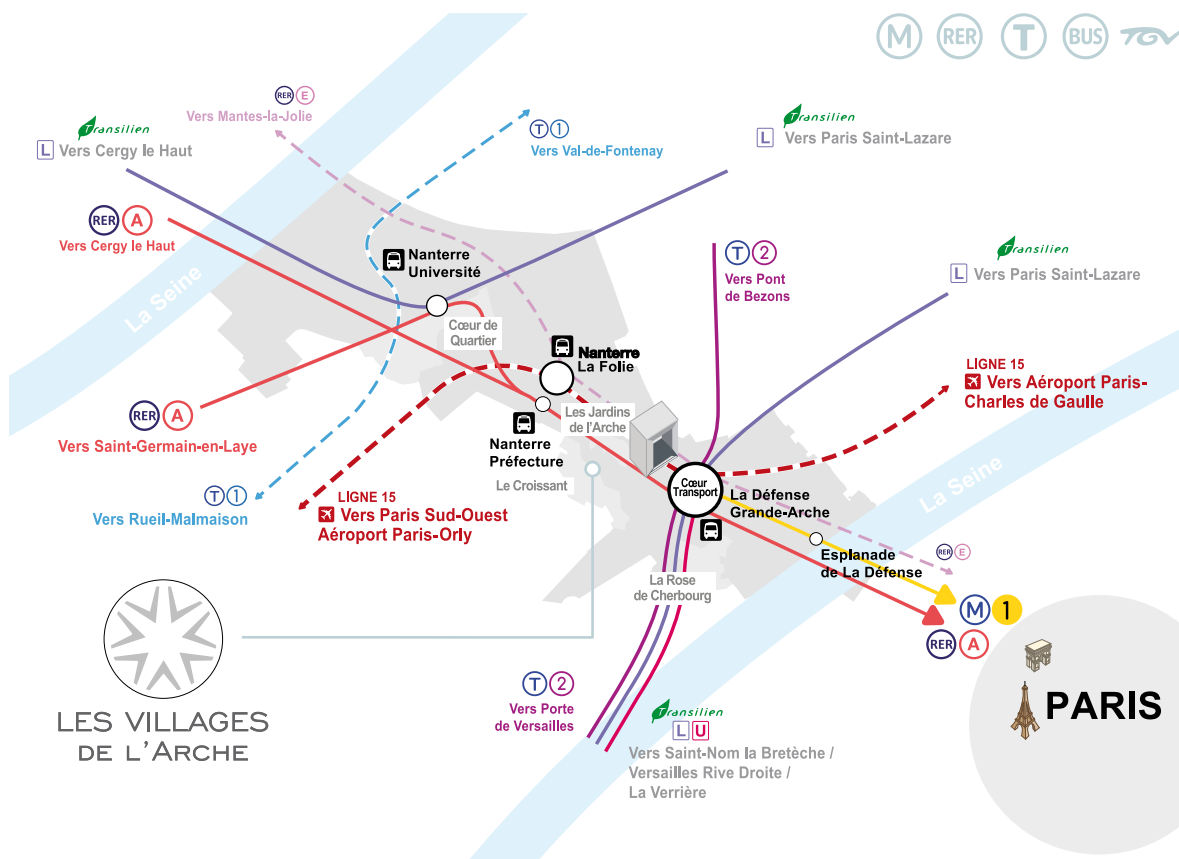 M RER T BUS TGV
RER E
Vers Mantes-la-Jolie
Transilien
L Vers Cergy le Haut
T 1
Vers Val-de-Fontenay
Transilien
L Vers Paris Saint-Lazare
RER A
Vers Cergy le Haut
La Seine
Nanterre
Université
T 2
Vers Pont
de Bezons
Transilien
L Vers Paris Saint-Lazare
Cœur de
Quartier
Nanterre
La Folie
LIGNE 15
Vers Aéroport Paris-
Charles de Gaulle
RER A
Vers Saint-Germain-en-Laye
Les Jardins
de l'Arche
Nanterre
Préfecture
Le Croissant
T 1
Vers Rueil-Malmaison
LIGNE 15
Vers Paris Sud-Ouest
Aéroport Paris-Orly
Cœur
Transport
La Défense
Grande-Arche
La Seine
Esplanade
de La Défense
RER E
La Rose
de Cherbourg
M 1
RER A
PARIS
LES VILLAGES
DE L'ARCHE
T 2
Vers Porte
de Versailles
Transilien
L U
Vers Saint-Nom la Bretèche /
Versailles Rive Droite /
La Verrière